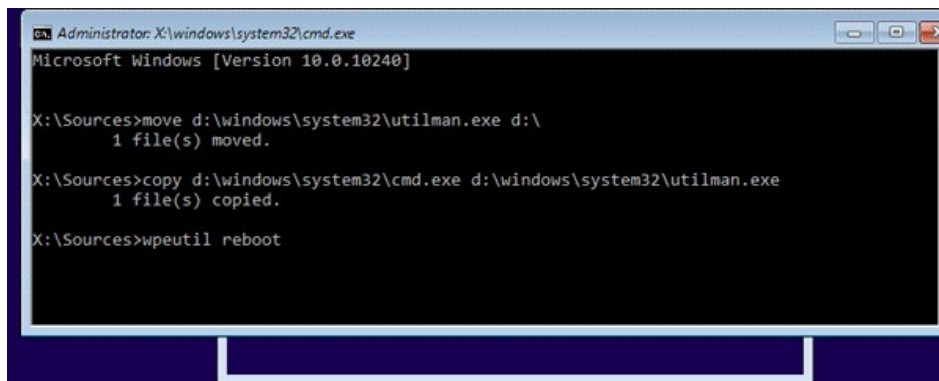 Administrator: X:\windows\system32\cmd.exe
Microsoft Windows [Version 10.0.10240]
X:\Sources>move d:\windows\system32\utilman.exe d:\
1 file(s) moved.
X:\Sources>copy d:\windows\system32\cmd.exe d:\windows\system32\utilman.exe
1 file(s) copied.
X:\Sources>wpeutil reboot